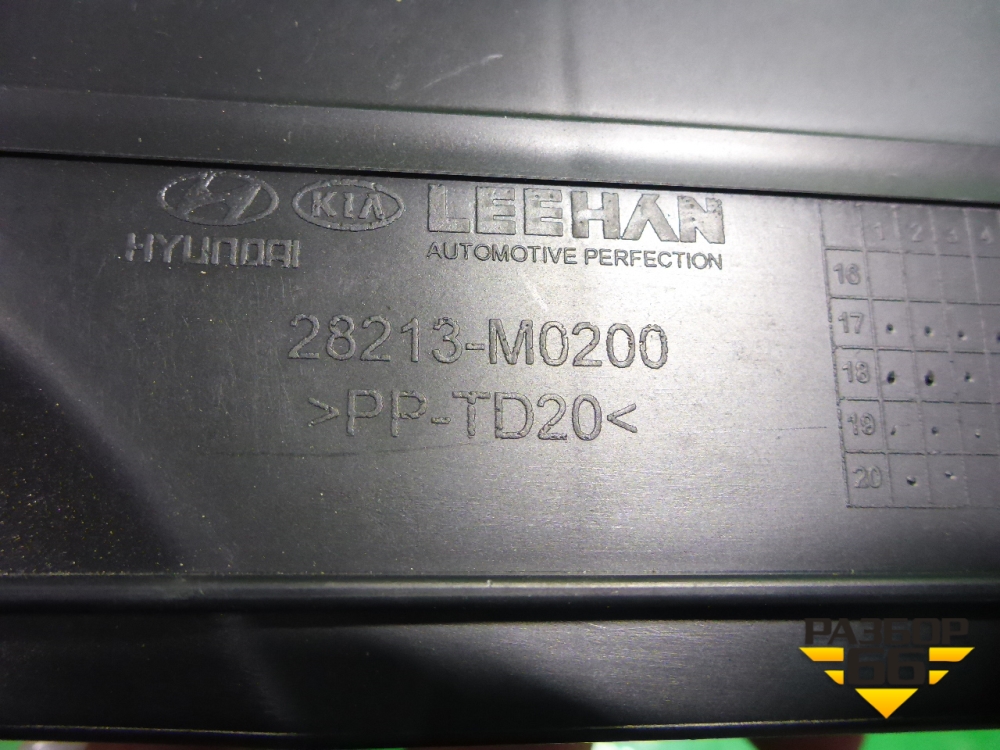 HYUNDAI
KIA
LEEHAN
AUTOMOTIVE PERFECTION
28213-M0200
>PP-TD20<
1 2 3 4
16
17
18
19
20
РАЗБОР
66